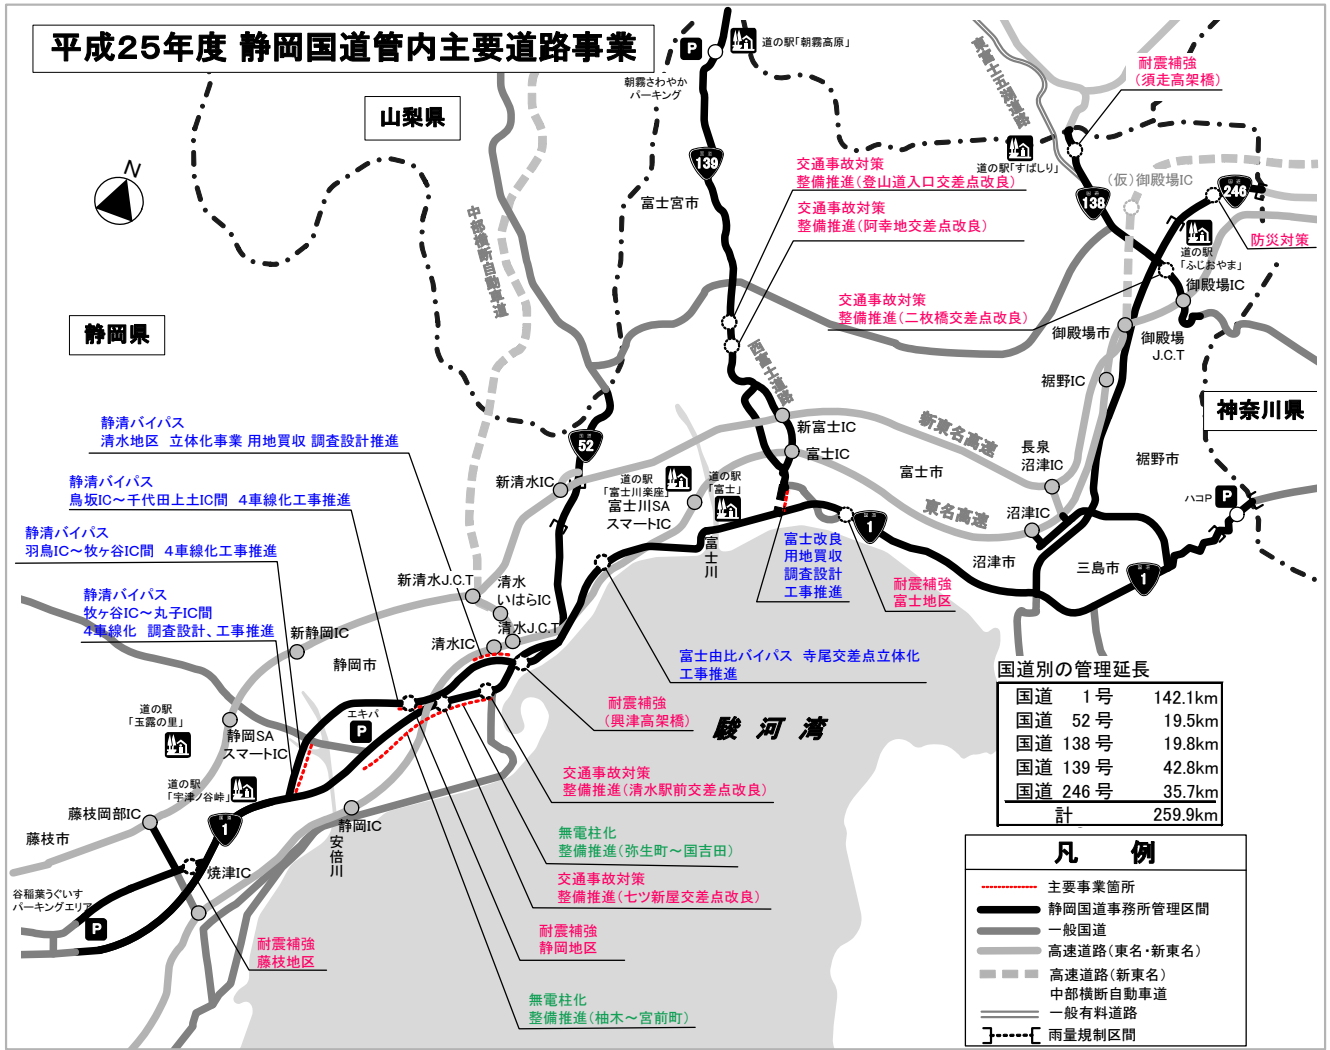 平成25年度 静岡国道管内主要道路事業
山梨県
静岡県
神奈川県
N
中部横断自動車道
朝霧さわやか
パーキング
P
道の駅「朝霧高原」
139
富士宮市
東富士五湖道路
耐震補強
(須走高架橋)
道の駅「すばしり」
138
(仮)御殿場IC
246
防災対策
道の駅
「ふじおやま」
御殿場IC
交通事故対策
整備推進(登山道入口交差点改良)
交通事故対策
整備推進(阿幸地交差点改良)
交通事故対策
整備推進(二枚橋交差点改良)
御殿場市
御殿場
J.C.T
裾野IC
西富士道路
新富士IC
富士IC
新東名高速
東名高速
富士市
長泉
沼津IC
裾野市
沼津IC
沼津市
三島市
ハコP
P
1
1
静清バイパス
清水地区 立体化事業 用地買収 調査設計推進
静清バイパス
鳥坂IC～千代田上土IC間 4車線化工事推進
静清バイパス
羽鳥IC～牧ヶ谷IC間 4車線化工事推進
静清バイパス
牧ヶ谷IC～丸子IC間
4車線化 調査設計、工事推進
52
新清水IC
道の駅
「富士川楽座」
富士川SA
スマートIC
道の駅
「富士」
富士川
富士改良
用地買収
調査設計
工事推進
耐震補強
富士地区
新清水J.C.T
清水
いはらIC
清水J.C.T
清水IC
新静岡IC
静岡市
富士由比バイパス 寺尾交差点立体化
工事推進
耐震補強
(興津高架橋)
駿河湾
道の駅
「玉露の里」
静岡SA
スマートIC
エキパ
P
道の駅
「宇津ノ谷峠」
藤枝岡部IC
藤枝市
1
静岡IC
安倍川
焼津IC
谷稲葉うぐいす
パーキングエリア
P
耐震補強
藤枝地区
交通事故対策
整備推進(清水駅前交差点改良)
無電柱化
整備推進(弥生町～国吉田)
交通事故対策
整備推進(七ツ新屋交差点改良)
耐震補強
静岡地区
無電柱化
整備推進(柚木～宮前町)
国道別の管理延長
国道 1号 142.1km
国道 52号 19.5km
国道 138号 19.8km
国道 139号 42.8km
国道 246号 35.7km
計 259.9km
凡 例
主要事業箇所
静岡国道事務所管理区間
一般国道
高速道路(東名・新東名)
高速道路(新東名)
中部横断自動車道
一般有料道路
雨量規制区間